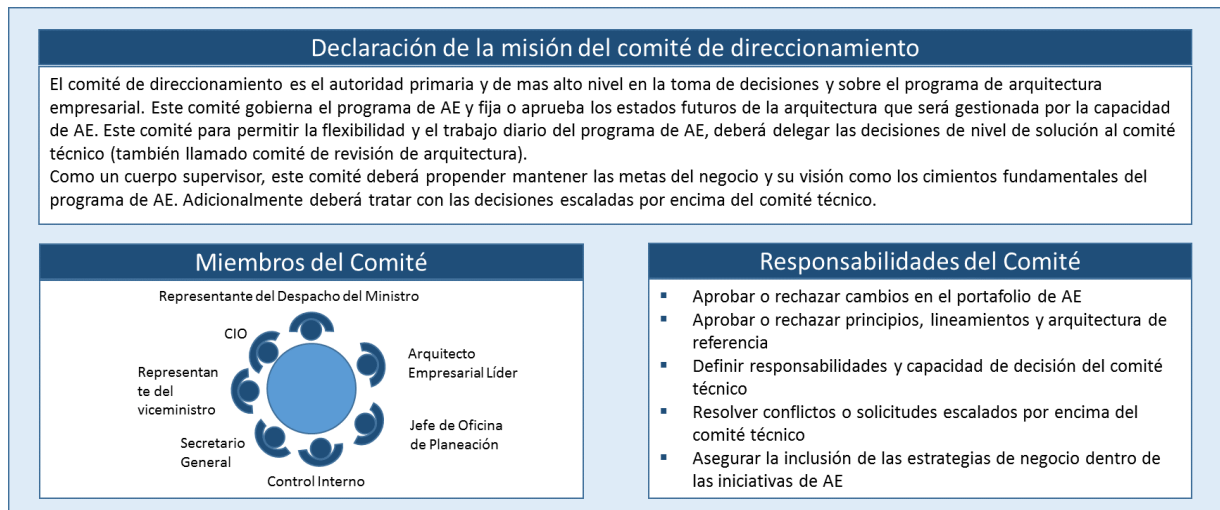 Declaración de la misión del comité de direccionamiento
El comité de direccionamiento es el autoridad primaria y de mas alto nivel en la toma de decisiones y sobre el programa de arquitectura
empresarial. Este comité gobierna el programa de AE y fija o aprueba los estados futuros de la arquitectura que será gestionada por la capacidad
de AE. Este comité para permitir la flexibilidad y el trabajo diario del programa de AE, deberá delegar las decisiones de nivel de solución al comité
técnico (también llamado comité de revisión de arquitectura).
Como un cuerpo supervisor, este comité deberá propender mantener las metas del negocio y su visión como los cimientos fundamentales del
programa de AE. Adicionalmente deberá tratar con las decisiones escaladas por encima del comité técnico.
Miembros del Comité
Representante del Despacho del Ministro
CIO
Arquitecto
Empresarial Líder
Representan
te del
viceministro
Jefe de Oficina
de Planeación
Secretario
General
Control Interno
Responsabilidades del Comité
▪ Aprobar o rechazar cambios en el portafolio de AE
▪ Aprobar o rechazar principios, lineamientos y arquitectura de
referencia
▪ Definir responsabilidades y capacidad de decisión del comité
técnico
▪ Resolver conflictos o solicitudes escalados por encima del
comité técnico
▪ Asegurar la inclusión de las estrategias de negocio dentro de
las iniciativas de AE